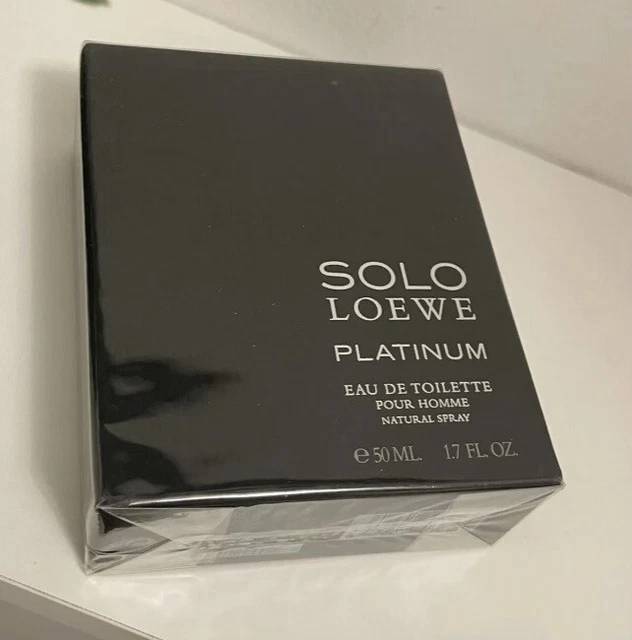 SOLO
LOEWE
PLATINUM
EAU DE TOILETTE
POUR HOMME
NATURAL SPRAY
℮ 50 ML. 1.7 FL. OZ.